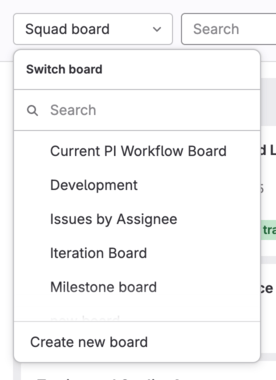 Squad board
Search
Switch board
Search
Current PI Workflow Board
Development
Issues by Assignee
Iteration Board
Milestone board
Create new board